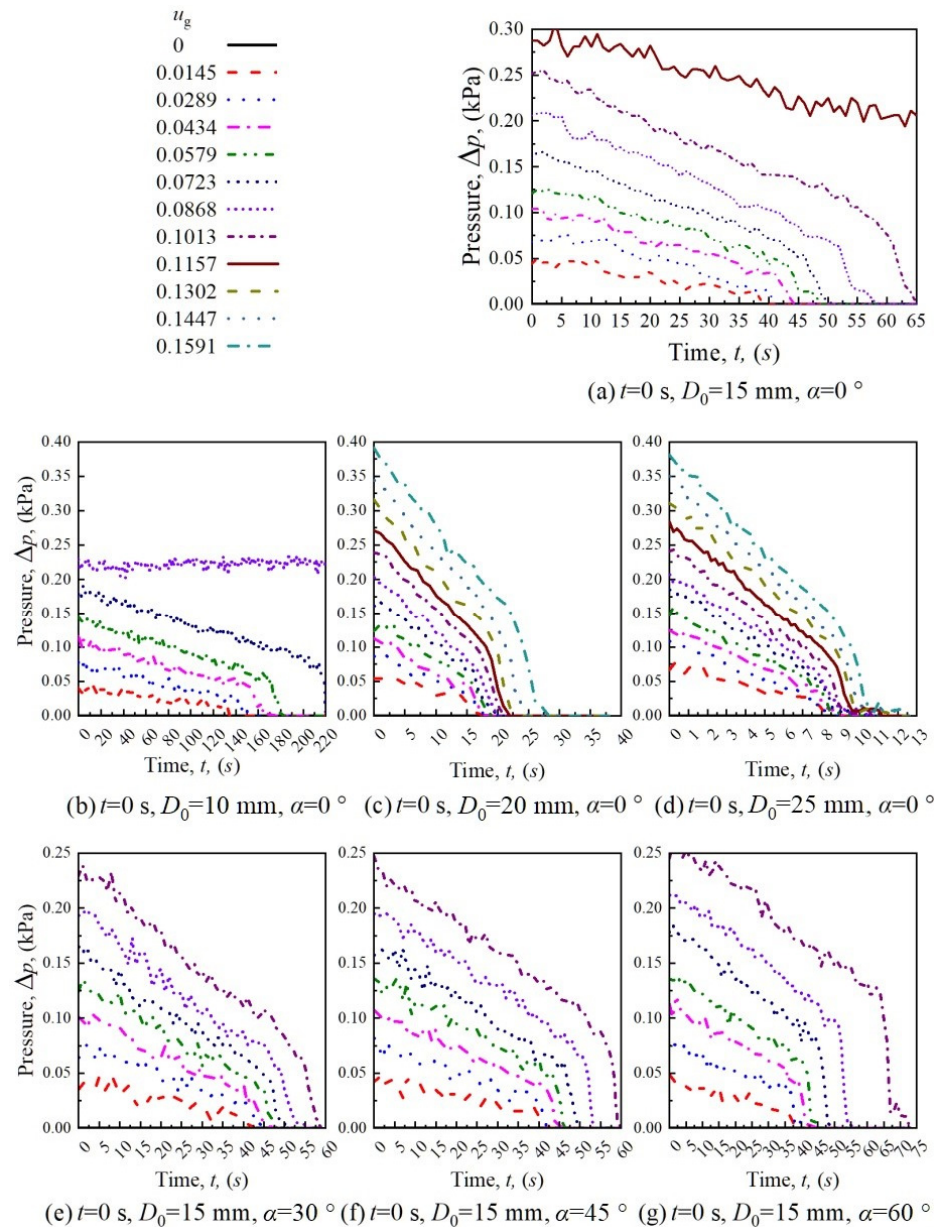 u_g
0
0.0145
0.0289
0.0434
0.0579
0.0723
0.0868
0.1013
0.1157
0.1302
0.1447
0.1591
Pressure, Δp, (kPa)
0.30
0.25
0.20
0.15
0.10
0.05
0.00
0 5 10 15 20 25 30 35 40 45 50 55 60 65
Time, t, (s)
(a) t=0 s, D₀=15 mm, α=0 °
Pressure, Δp, (kPa)
0.40
0.35
0.30
0.25
0.20
0.15
0.10
0.05
0.00
0 20 40 60 80 100 120 140 160 180 200 220
Time, t, (s)
(b) t=0 s, D₀=10 mm, α=0 °
0.40
0.35
0.30
0.25
0.20
0.15
0.10
0.05
0.00
0 5 10 15 20 25 30 35 40
Time, t, (s)
(c) t=0 s, D₀=20 mm, α=0 °
0.40
0.35
0.30
0.25
0.20
0.15
0.10
0.05
0.00
0 1 2 3 4 5 6 7 8 9 10 11 12 13
Time, t, (s)
(d) t=0 s, D₀=25 mm, α=0 °
Pressure, Δp, (kPa)
0.25
0.20
0.15
0.10
0.05
0.00
0 5 10 15 20 25 30 35 40 45 50 55 60
Time, t, (s)
(e) t=0 s, D₀=15 mm, α=30 °
0.25
0.20
0.15
0.10
0.05
0.00
0 5 10 15 20 25 30 35 40 45 50 55 60
Time, t, (s)
(f) t=0 s, D₀=15 mm, α=45 °
0.25
0.20
0.15
0.10
0.05
0.00
0 5 10 15 20 25 30 35 40 45 50 55 60 65 70 75
Time, t, (s)
(g) t=0 s, D₀=15 mm, α=60 °